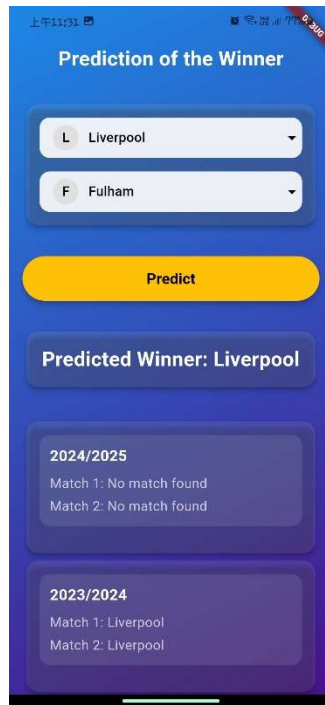 上午11:31
Prediction of the Winner
L Liverpool
F Fulham
Predict
Predicted Winner: Liverpool
2024/2025
Match 1: No match found
Match 2: No match found
2023/2024
Match 1: Liverpool
Match 2: Liverpool